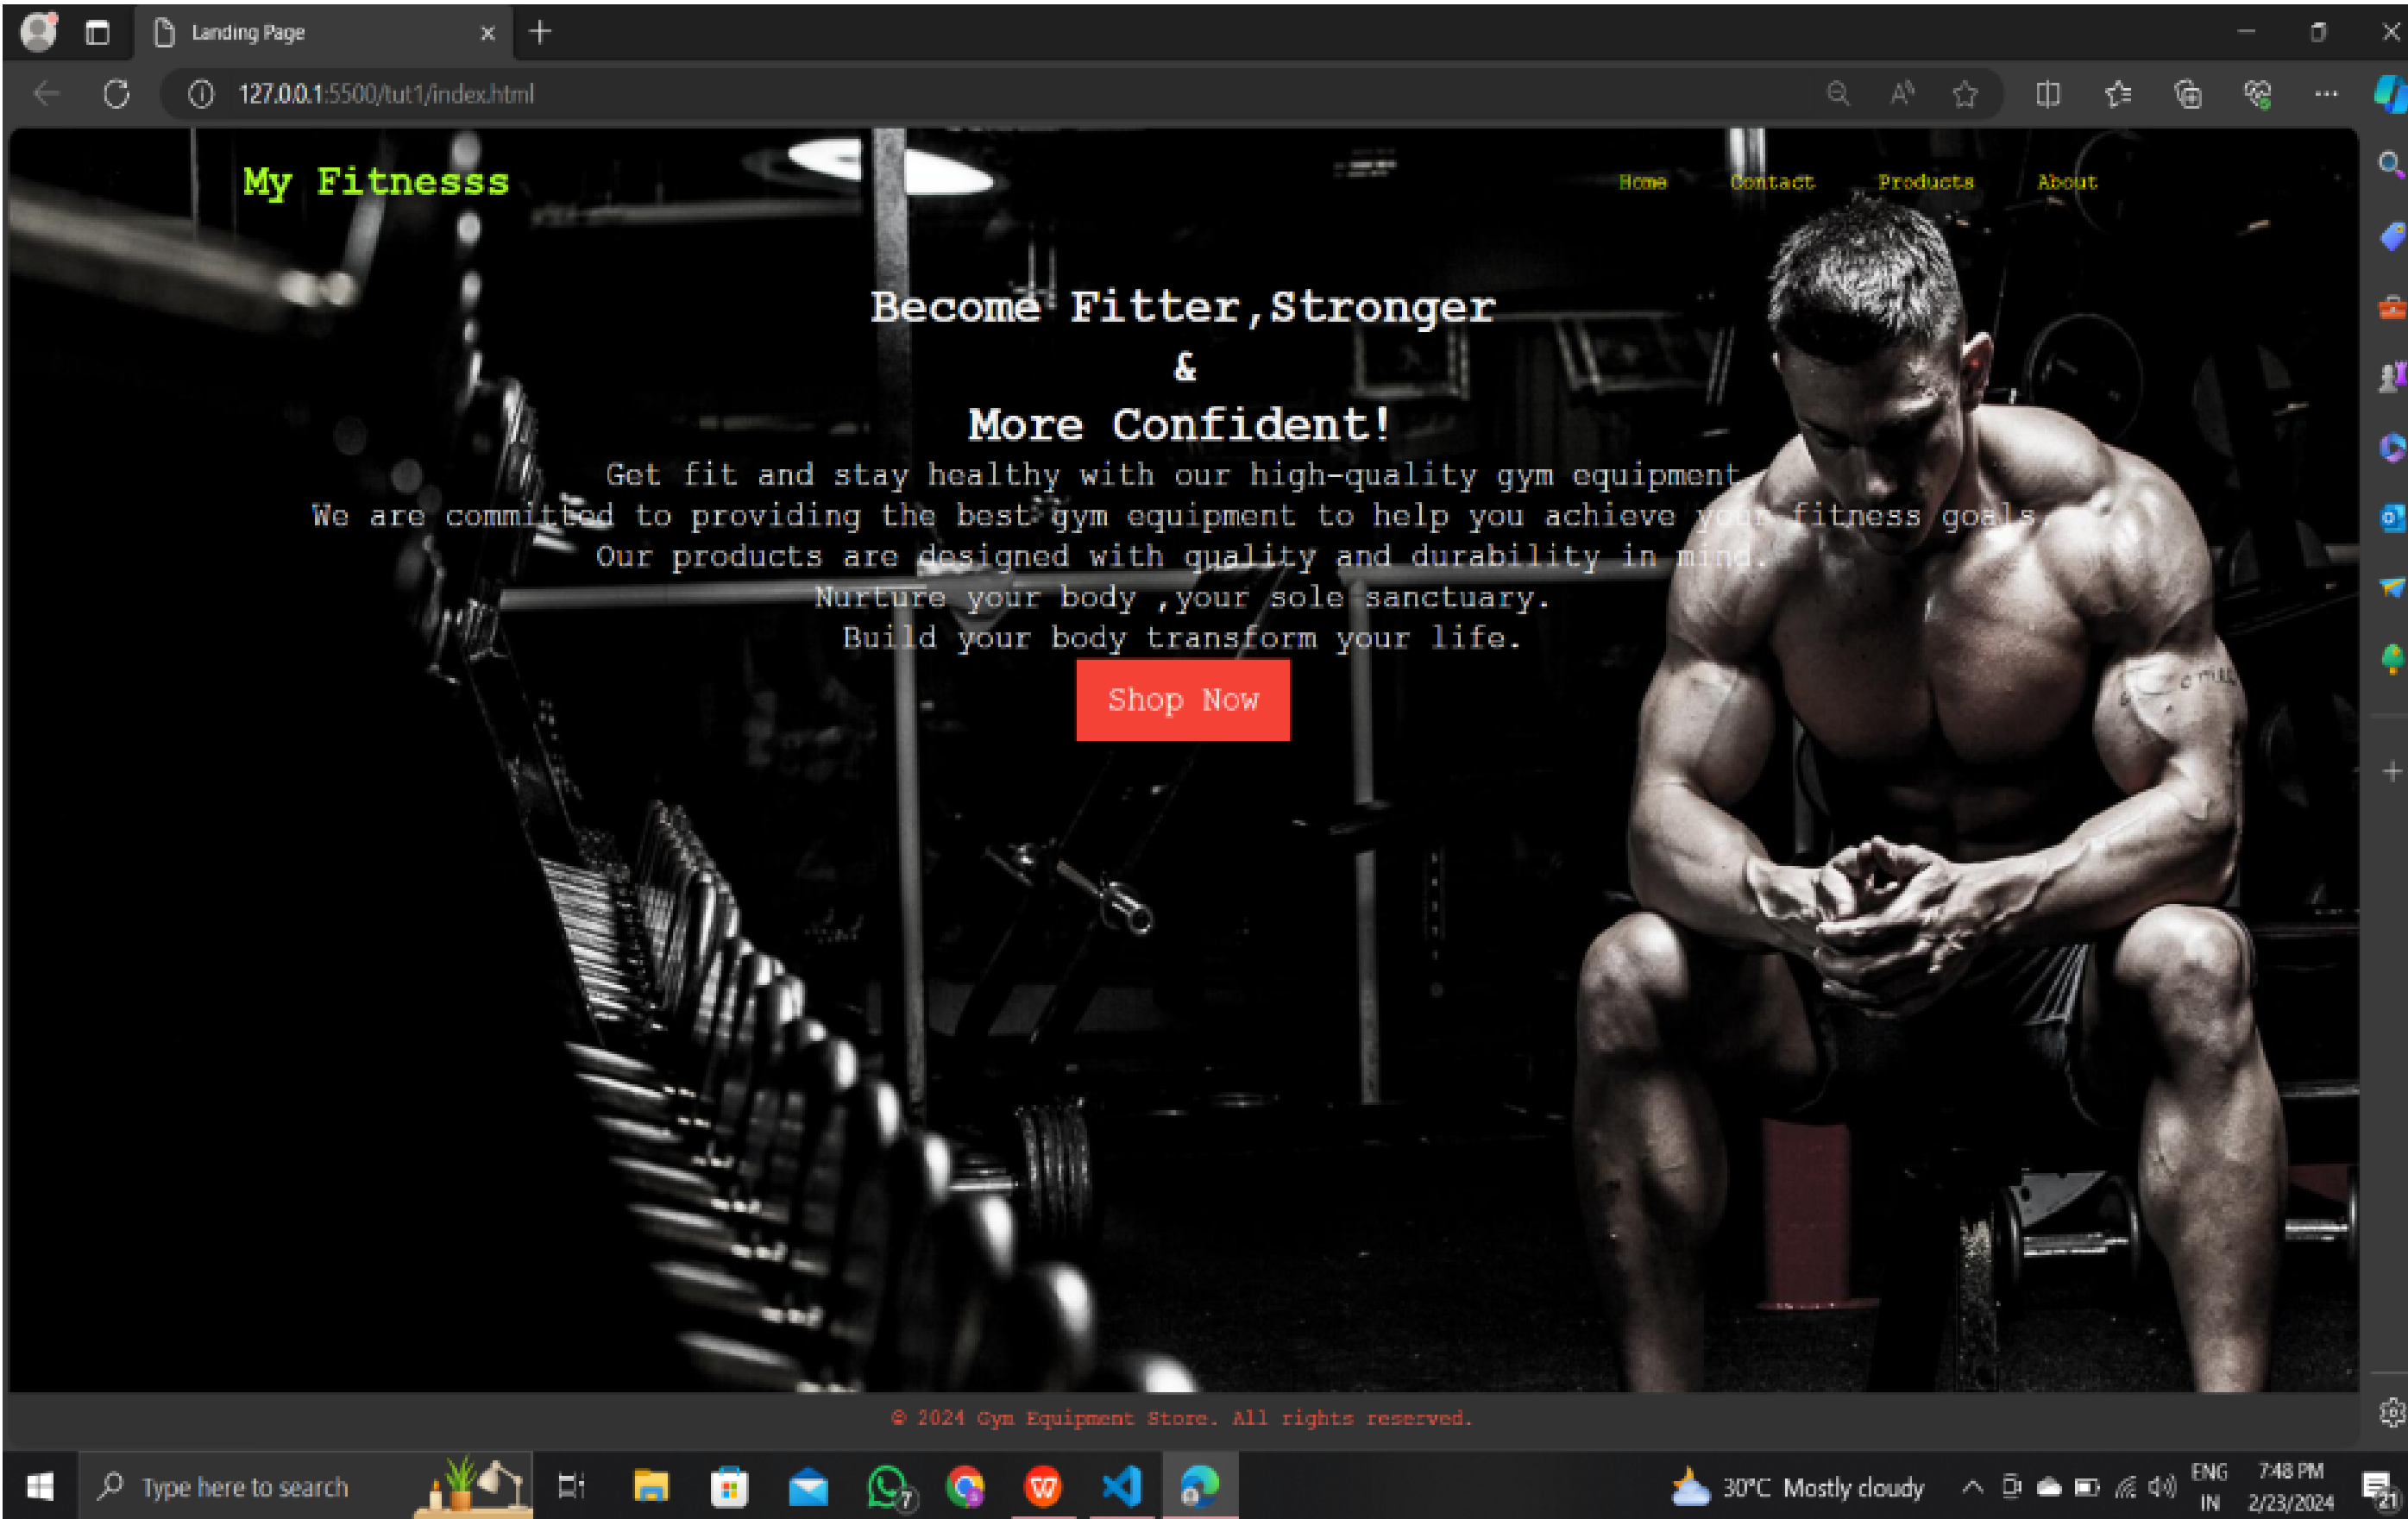 Landing Page
127.0.0.1:5500/tut1/index.html
My Fitnesss
Home Contact Products About
Become Fitter,Stronger
&
More Confident!
Get fit and stay healthy with our high-quality gym equipment
We are committed to providing the best gym equipment to help you achieve your fitness goals.
Our products are designed with quality and durability in mind.
Nurture your body ,your sole sanctuary.
Build your body transform your life.
Shop Now
© 2024 Gym Equipment Store. All rights reserved.
Type here to search
7
30°C Mostly cloudy
ENG
IN
7:48 PM
2/23/2024
21